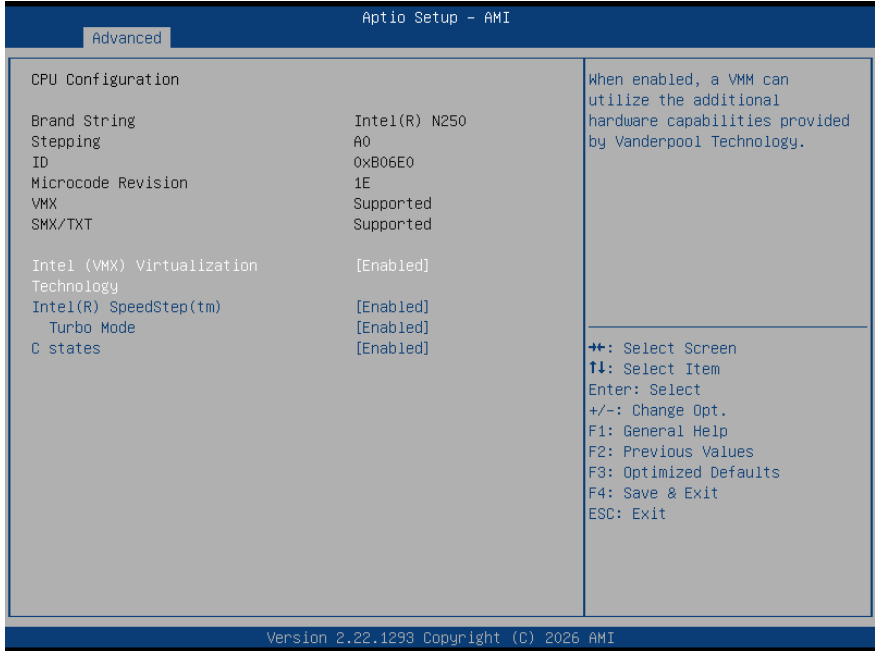 Aptio Setup – AMI
Advanced
CPU Configuration
Brand String Intel(R) N250
Stepping A0
ID 0xB06E0
Microcode Revision 1E
VMX Supported
SMX/TXT Supported
Intel (VMX) Virtualization [Enabled]
Technology
Intel(R) SpeedStep(tm) [Enabled]
Turbo Mode [Enabled]
C states [Enabled]
When enabled, a VMM can
utilize the additional
hardware capabilities provided
by Vanderpool Technology.
→←: Select Screen
↑↓: Select Item
Enter: Select
+/-: Change Opt.
F1: General Help
F2: Previous Values
F3: Optimized Defaults
F4: Save & Exit
ESC: Exit
Version 2.22.1293 Copyright (C) 2026 AMI